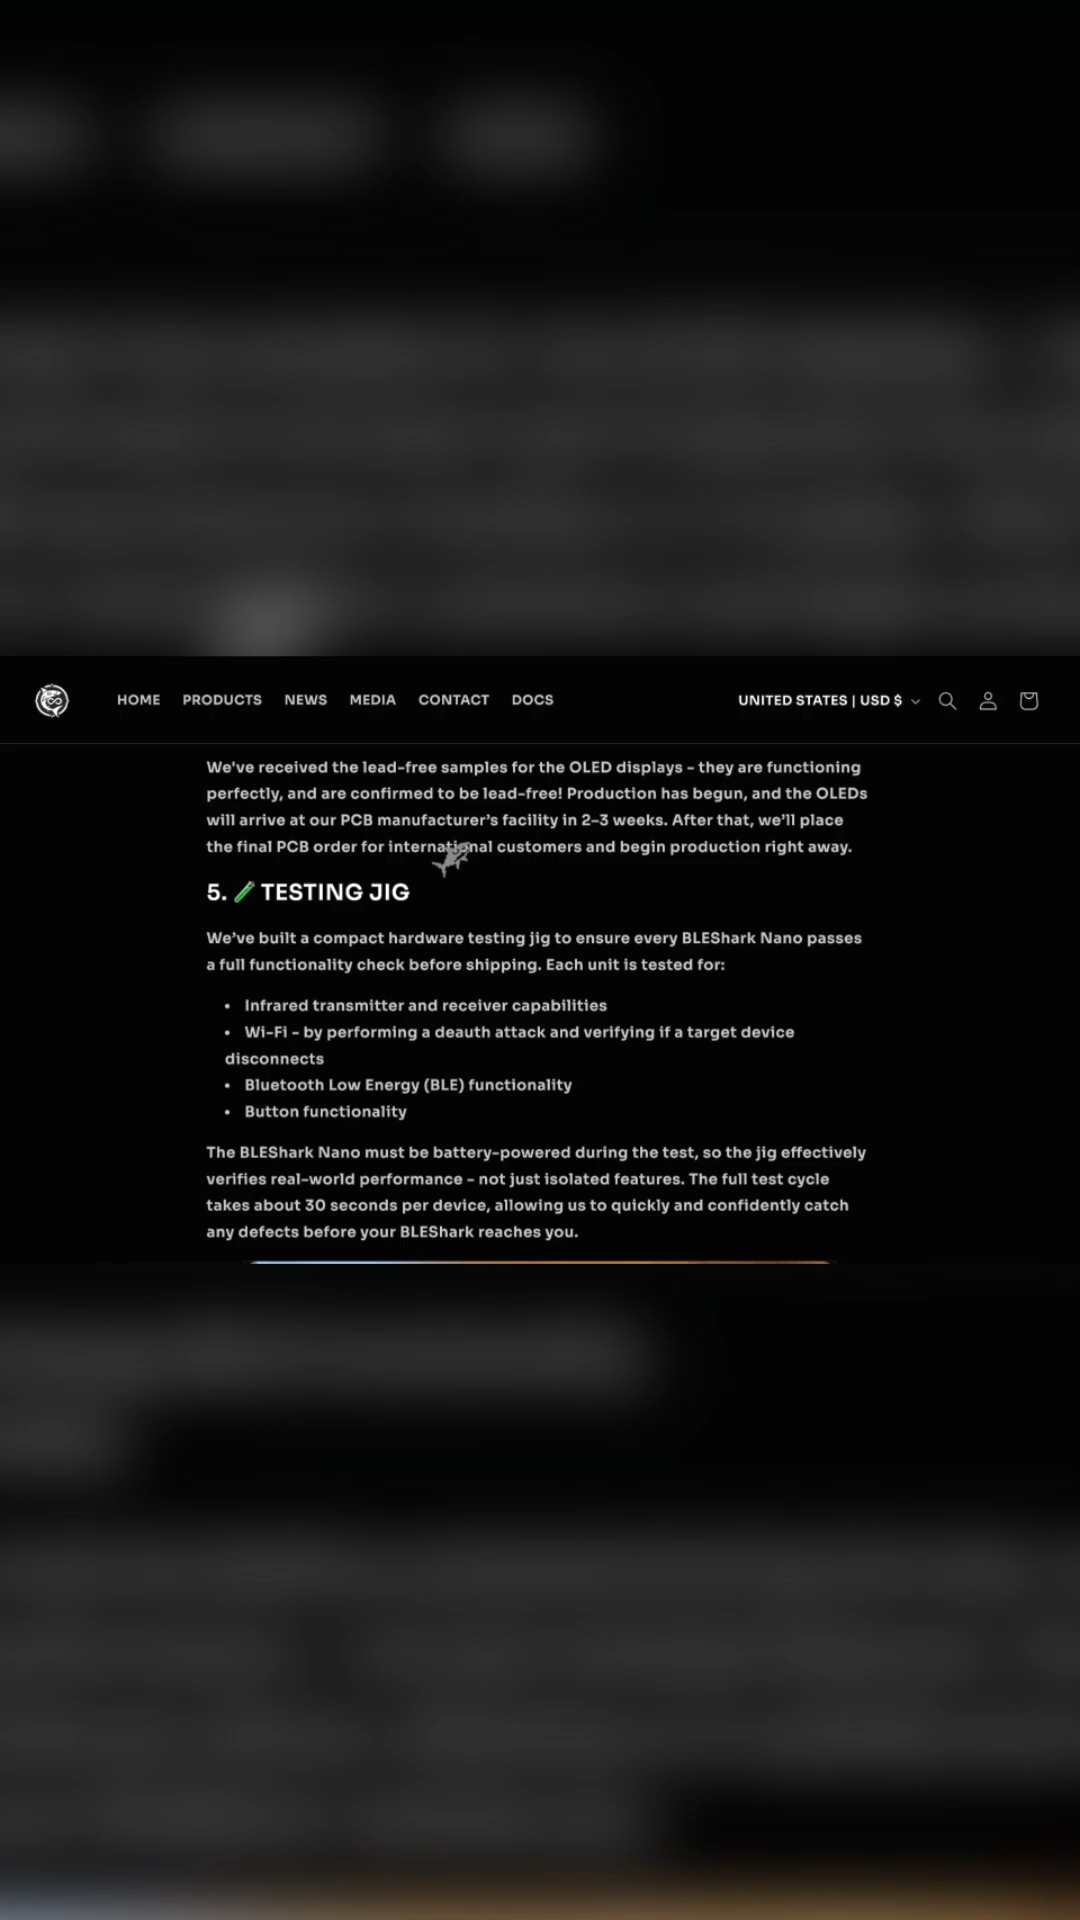 HOME PRODUCTS NEWS MEDIA CONTACT DOCS UNITED STATES | USD $
We've received the lead-free samples for the OLED displays – they are functioning
perfectly, and are confirmed to be lead-free! Production has begun, and the OLEDs
will arrive at our PCB manufacturer's facility in 2–3 weeks. After that, we'll place
the final PCB order for international customers and begin production right away.
5. TESTING JIG
We've built a compact hardware testing jig to ensure every BLEShark Nano passes
a full functionality check before shipping. Each unit is tested for:
• Infrared transmitter and receiver capabilities
• Wi-Fi – by performing a deauth attack and verifying if a target device
disconnects
• Bluetooth Low Energy (BLE) functionality
• Button functionality
The BLEShark Nano must be battery-powered during the test, so the jig effectively
verifies real-world performance – not just isolated features. The full test cycle
takes about 30 seconds per device, allowing us to quickly and confidently catch
any defects before your BLEShark reaches you.